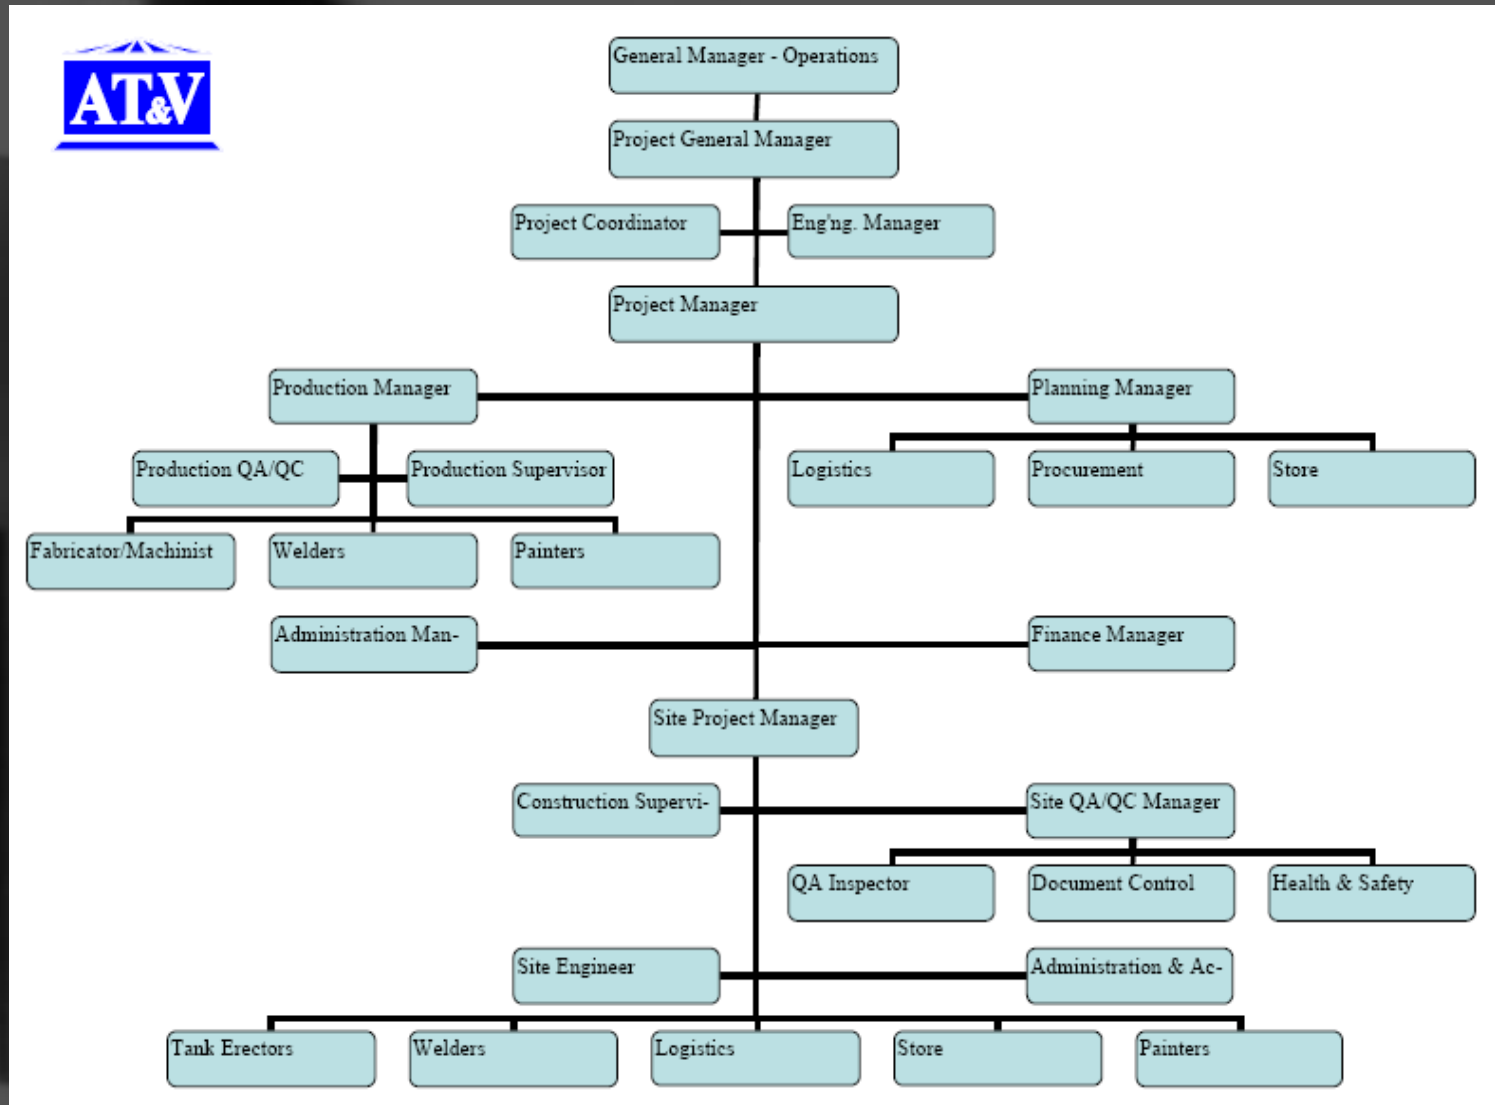 AT&V
General Manager - Operations
Project General Manager
Project Coordinator
Eng'ng. Manager
Project Manager
Production Manager
Planning Manager
Production QA/QC
Production Supervisor
Logistics
Procurement
Store
Fabricator/Machinist
Welders
Painters
Administration Man-
Finance Manager
Site Project Manager
Construction Supervi-
Site QA/QC Manager
QA Inspector
Document Control
Health & Safety
Site Engineer
Administration & Ac-
Tank Erectors
Welders
Logistics
Store
Painters